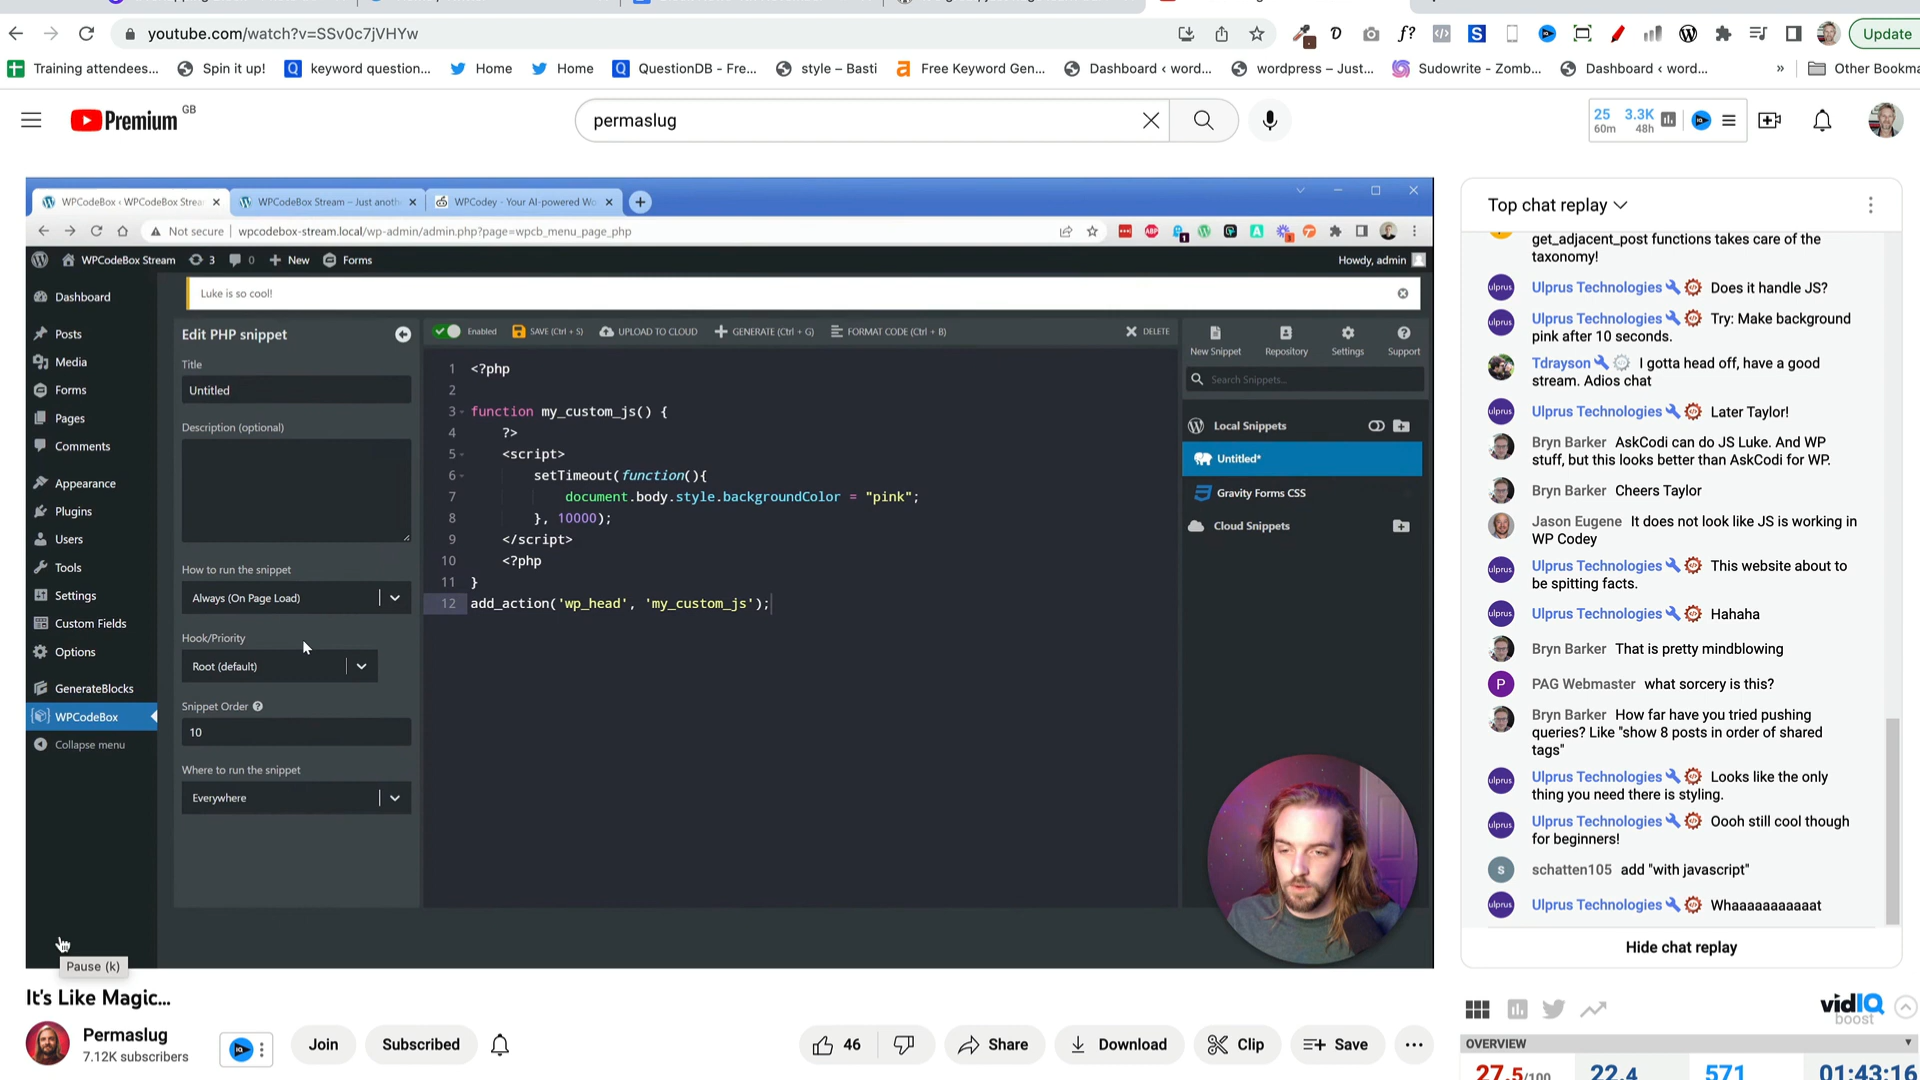 youtube.com/watch?v=SSv0c7jVHYw
Update
Training attendees...
Spin it up!
keyword question...
Home
Home
QuestionDB - Fre...
style – Basti
Free Keyword Gen...
Dashboard ‹ word...
wordpress – Just...
Sudowrite - Zomb...
Dashboard ‹ word...
»
Other Bookma
Premium GB
permaslug
25 60m
3.3K 48h
WPCodeBox ‹ WPCodeBox Strea
WPCodeBox Stream – Just anoth
WPCodey - Your AI-powered Wo
Not secure | wpcodebox-stream.local/wp-admin/admin.php?page=wpcb_menu_page_php
WPCodeBox Stream 3 0 + New Forms
Howdy, admin
Luke is so cool!
Dashboard
Posts
Media
Forms
Pages
Comments
Appearance
Plugins
Users
Tools
Settings
Custom Fields
Options
GenerateBlocks
WPCodeBox
Collapse menu
Edit PHP snippet
Title
Untitled
Description (optional)
How to run the snippet
Always (On Page Load)
Hook/Priority
Root (default)
Snippet Order
10
Where to run the snippet
Everywhere
Enabled
SAVE (Ctrl + S)
UPLOAD TO CLOUD
GENERATE (Ctrl + G)
FORMAT CODE (Ctrl + B)
DELETE
1 <?php
2
3 function my_custom_js() {
4 ?>
5 <script>
6 setTimeout(function(){
7 document.body.style.backgroundColor = "pink";
8 }, 10000);
9 </script>
10 <?php
11 }
12 add_action('wp_head', 'my_custom_js');
New Snippet
Repository
Settings
Support
Search Snippets...
Local Snippets
Untitled*
Gravity Forms CSS
Cloud Snippets
Pause (k)
It's Like Magic...
Permaslug
7.12K subscribers
Join
Subscribed
46
Share
Download
Clip
Save
Top chat replay
get_adjacent_post functions takes care of the
taxonomy!
Ulprus Technologies Does it handle JS?
Ulprus Technologies Try: Make background
pink after 10 seconds.
Tdrayson I gotta head off, have a good
stream. Adios chat
Ulprus Technologies Later Taylor!
Bryn Barker AskCodi can do JS Luke. And WP
stuff, but this looks better than AskCodi for WP.
Bryn Barker Cheers Taylor
Jason Eugene It does not look like JS is working in
WP Codey
Ulprus Technologies This website about to
be spitting facts.
Ulprus Technologies Hahaha
Bryn Barker That is pretty mindblowing
P PAG Webmaster what sorcery is this?
Bryn Barker How far have you tried pushing
queries? Like "show 8 posts in order of shared
tags"
Ulprus Technologies Looks like the only
thing you need there is styling.
Ulprus Technologies Oooh still cool though
for beginners!
s schatten105 add "with javascript"
Ulprus Technologies Whaaaaaaaaaat
Hide chat replay
vidIQ
boost
OVERVIEW
27.5/100
22.4
571
01:43:16